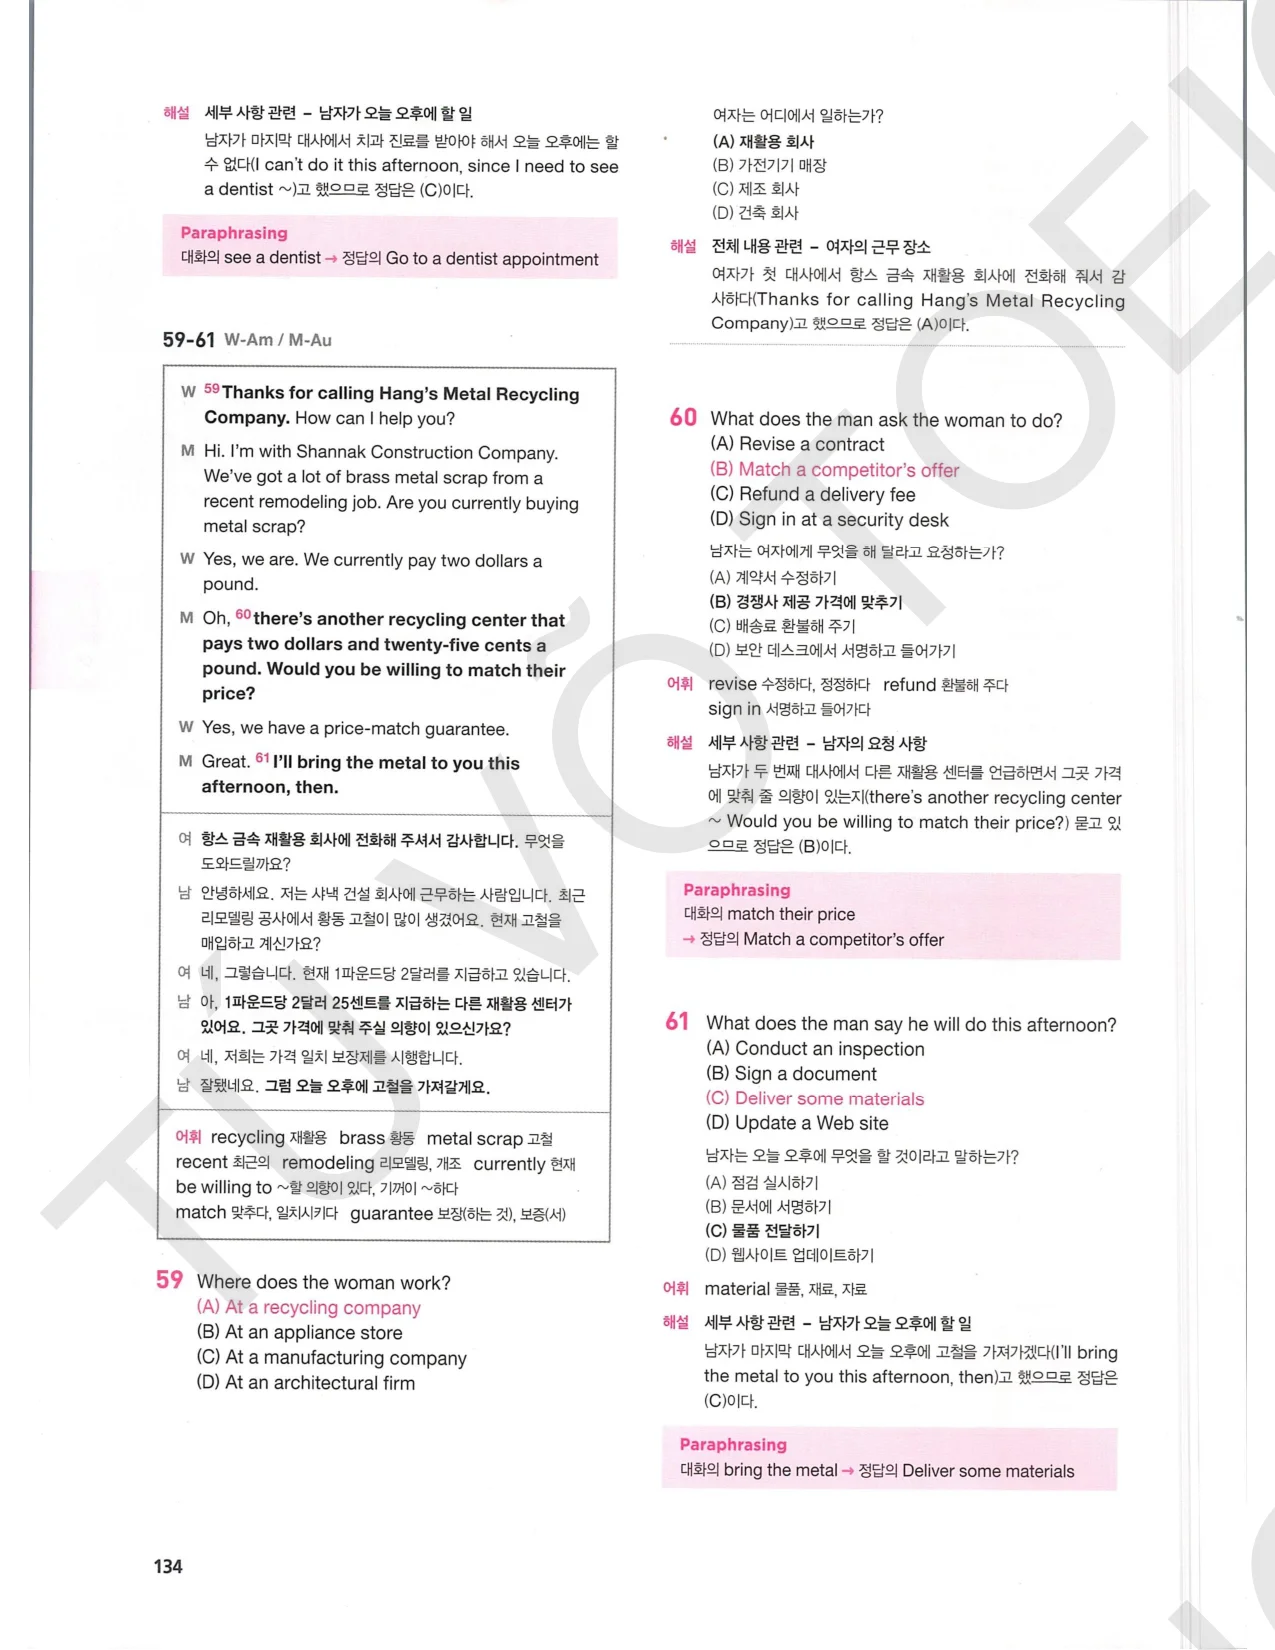 해설 세부 사항 관련 – 남자가 오늘 오후에 할 일
남자가 마지막 대사에서 치과 진료를 받아야 해서 오늘 오후에는 할
수 없다(I can't do it this afternoon, since I need to see
a dentist ~)고 했으므로 정답은 (C)이다.
Paraphrasing
대화의 see a dentist → 정답의 Go to a dentist appointment
59-61 W-Am / M-Au
W 59 Thanks for calling Hang's Metal Recycling
Company. How can I help you?
M Hi. I'm with Shannak Construction Company.
We've got a lot of brass metal scrap from a
recent remodeling job. Are you currently buying
metal scrap?
W Yes, we are. We currently pay two dollars a
pound.
M Oh, 60 there's another recycling center that
pays two dollars and twenty-five cents a
pound. Would you be willing to match their
price?
W Yes, we have a price-match guarantee.
M Great. 61 I'll bring the metal to you this
afternoon, then.
여 항스 금속 재활용 회사에 전화해 주셔서 감사합니다. 무엇을
도와드릴까요?
남 안녕하세요. 저는 샤낵 건설 회사에 근무하는 사람입니다. 최근
리모델링 공사에서 황동 고철이 많이 생겼어요. 현재 고철을
매입하고 계신가요?
여 네, 그렇습니다. 현재 1파운드당 2달러를 지급하고 있습니다.
남 아, 1파운드당 2달러 25센트를 지급하는 다른 재활용 센터가
있어요. 그곳 가격에 맞춰 주실 의향이 있으신가요?
여 네, 저희는 가격 일치 보장제를 시행합니다.
남 잘됐네요. 그럼 오늘 오후에 고철을 가져갈게요.
어휘 recycling 재활용 brass 황동 metal scrap 고철
recent 최근의 remodeling 리모델링, 개조 currently 현재
be willing to ~할 의향이 있다, 기꺼이 ~하다
match 맞추다, 일치시키다 guarantee 보장(하는 것), 보증(서)
59 Where does the woman work?
(A) At a recycling company
(B) At an appliance store
(C) At a manufacturing company
(D) At an architectural firm
134
여자는 어디에서 일하는가?
(A) 재활용 회사
(B) 가전기기 매장
(C) 제조 회사
(D) 건축 회사
해설 전체 내용 관련 – 여자의 근무 장소
여자가 첫 대사에서 항스 금속 재활용 회사에 전화해 줘서 감
사하다(Thanks for calling Hang's Metal Recycling
Company)고 했으므로 정답은 (A)이다.
60 What does the man ask the woman to do?
(A) Revise a contract
(B) Match a competitor's offer
(C) Refund a delivery fee
(D) Sign in at a security desk
남자는 여자에게 무엇을 해 달라고 요청하는가?
(A) 계약서 수정하기
(B) 경쟁사 제공 가격에 맞추기
(C) 배송료 환불해 주기
(D) 보안 데스크에서 서명하고 들어가기
어휘 revise 수정하다, 정정하다 refund 환불해 주다
sign in 서명하고 들어가다
해설 세부 사항 관련 – 남자의 요청 사항
남자가 두 번째 대사에서 다른 재활용 센터를 언급하면서 그곳 가격
에 맞춰 줄 의향이 있는지(there's another recycling center
~ Would you be willing to match their price?) 묻고 있
으므로 정답은 (B)이다.
Paraphrasing
대화의 match their price
→ 정답의 Match a competitor's offer
61 What does the man say he will do this afternoon?
(A) Conduct an inspection
(B) Sign a document
(C) Deliver some materials
(D) Update a Web site
남자는 오늘 오후에 무엇을 할 것이라고 말하는가?
(A) 점검 실시하기
(B) 문서에 서명하기
(C) 물품 전달하기
(D) 웹사이트 업데이트하기
어휘 material 물품, 재료, 자료
해설 세부 사항 관련 – 남자가 오늘 오후에 할 일
남자가 마지막 대사에서 오늘 오후에 고철을 가져가겠다(I'll bring
the metal to you this afternoon, then)고 했으므로 정답은
(C)이다.
Paraphrasing
대화의 bring the metal → 정답의 Deliver some materials
TÚ VÕ TOEIC